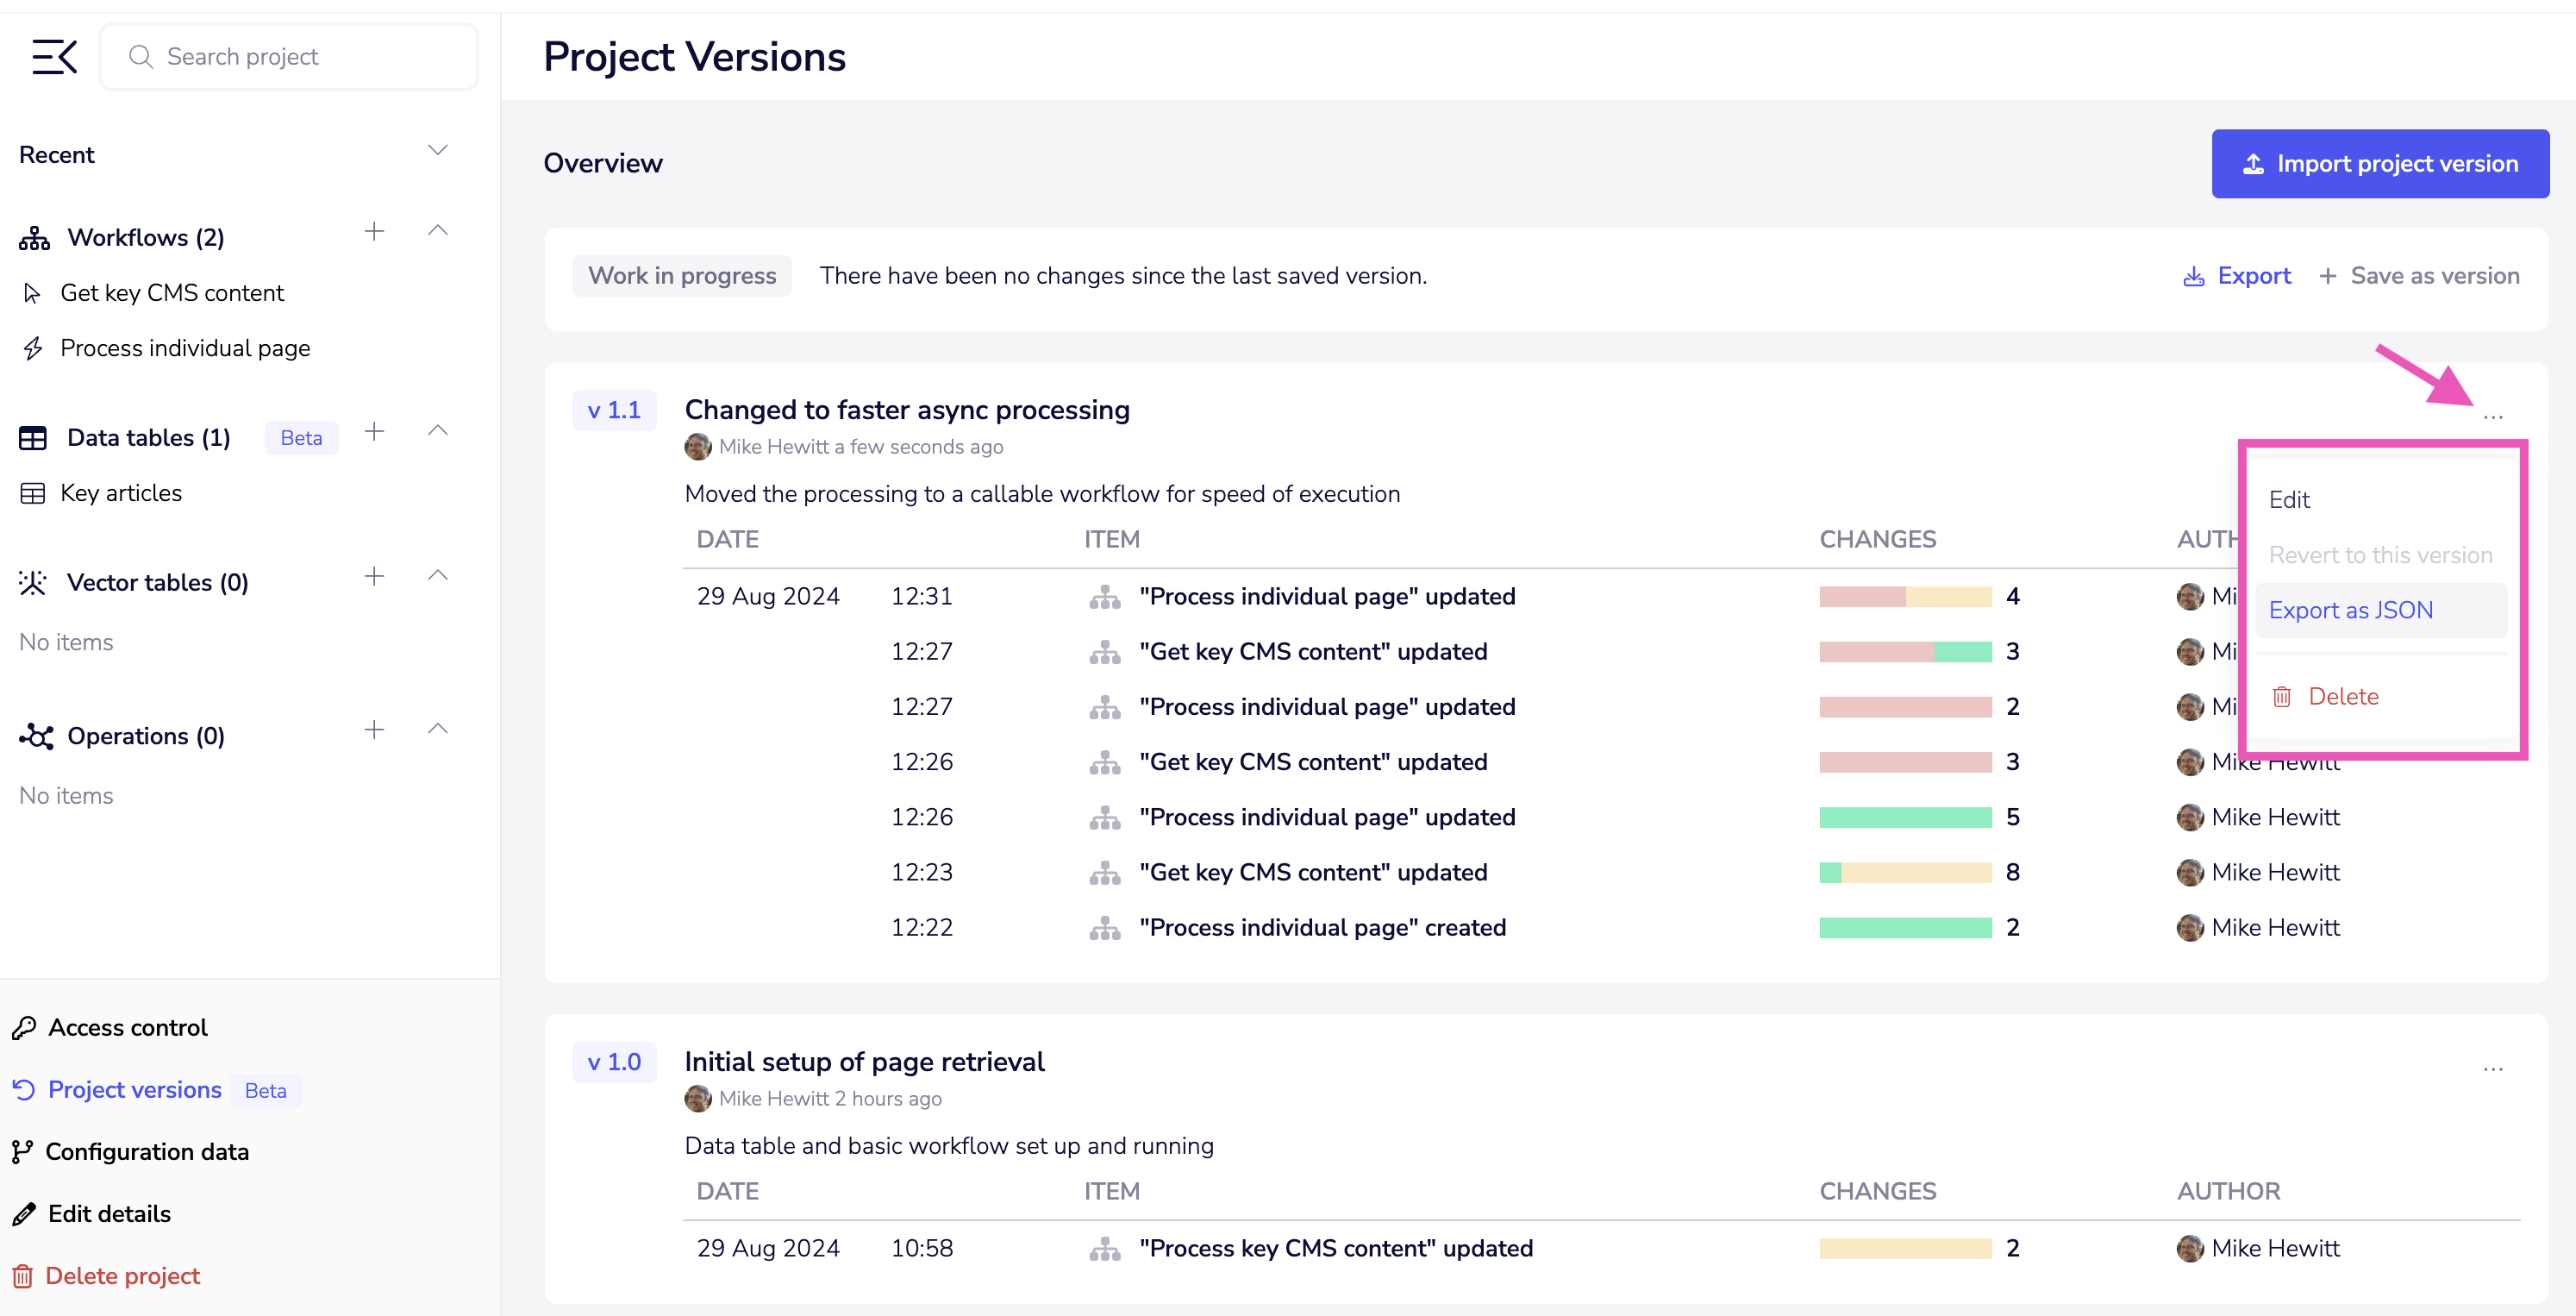 Search project
Recent
Workflows (2)
Get key CMS content
Process individual page
Data tables (1) Beta
Key articles
Vector tables (0)
No items
Operations (0)
No items
Access control
Project versions Beta
Configuration data
Edit details
Delete project
Project Versions
Overview
Import project version
Work in progress There have been no changes since the last saved version. Export + Save as version
v 1.1 Changed to faster async processing ...
Mike Hewitt a few seconds ago
Moved the processing to a callable workflow for speed of execution
DATE ITEM CHANGES AUTH
29 Aug 2024 12:31 "Process individual page" updated 4 Mi
12:27 "Get key CMS content" updated 3 Mi
12:27 "Process individual page" updated 2 Mi
12:26 "Get key CMS content" updated 3 Mike Hewitt
12:26 "Process individual page" updated 5 Mike Hewitt
12:23 "Get key CMS content" updated 8 Mike Hewitt
12:22 "Process individual page" created 2 Mike Hewitt
Edit
Revert to this version
Export as JSON
Delete
v 1.0 Initial setup of page retrieval ...
Mike Hewitt 2 hours ago
Data table and basic workflow set up and running
DATE ITEM CHANGES AUTHOR
29 Aug 2024 10:58 "Process key CMS content" updated 2 Mike Hewitt